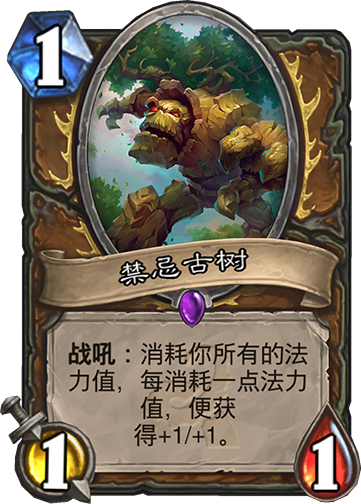 1
禁忌古树
战吼：消耗你所有的法
力值，每消耗一点法力
值，便获
得+1/+1。
1
1